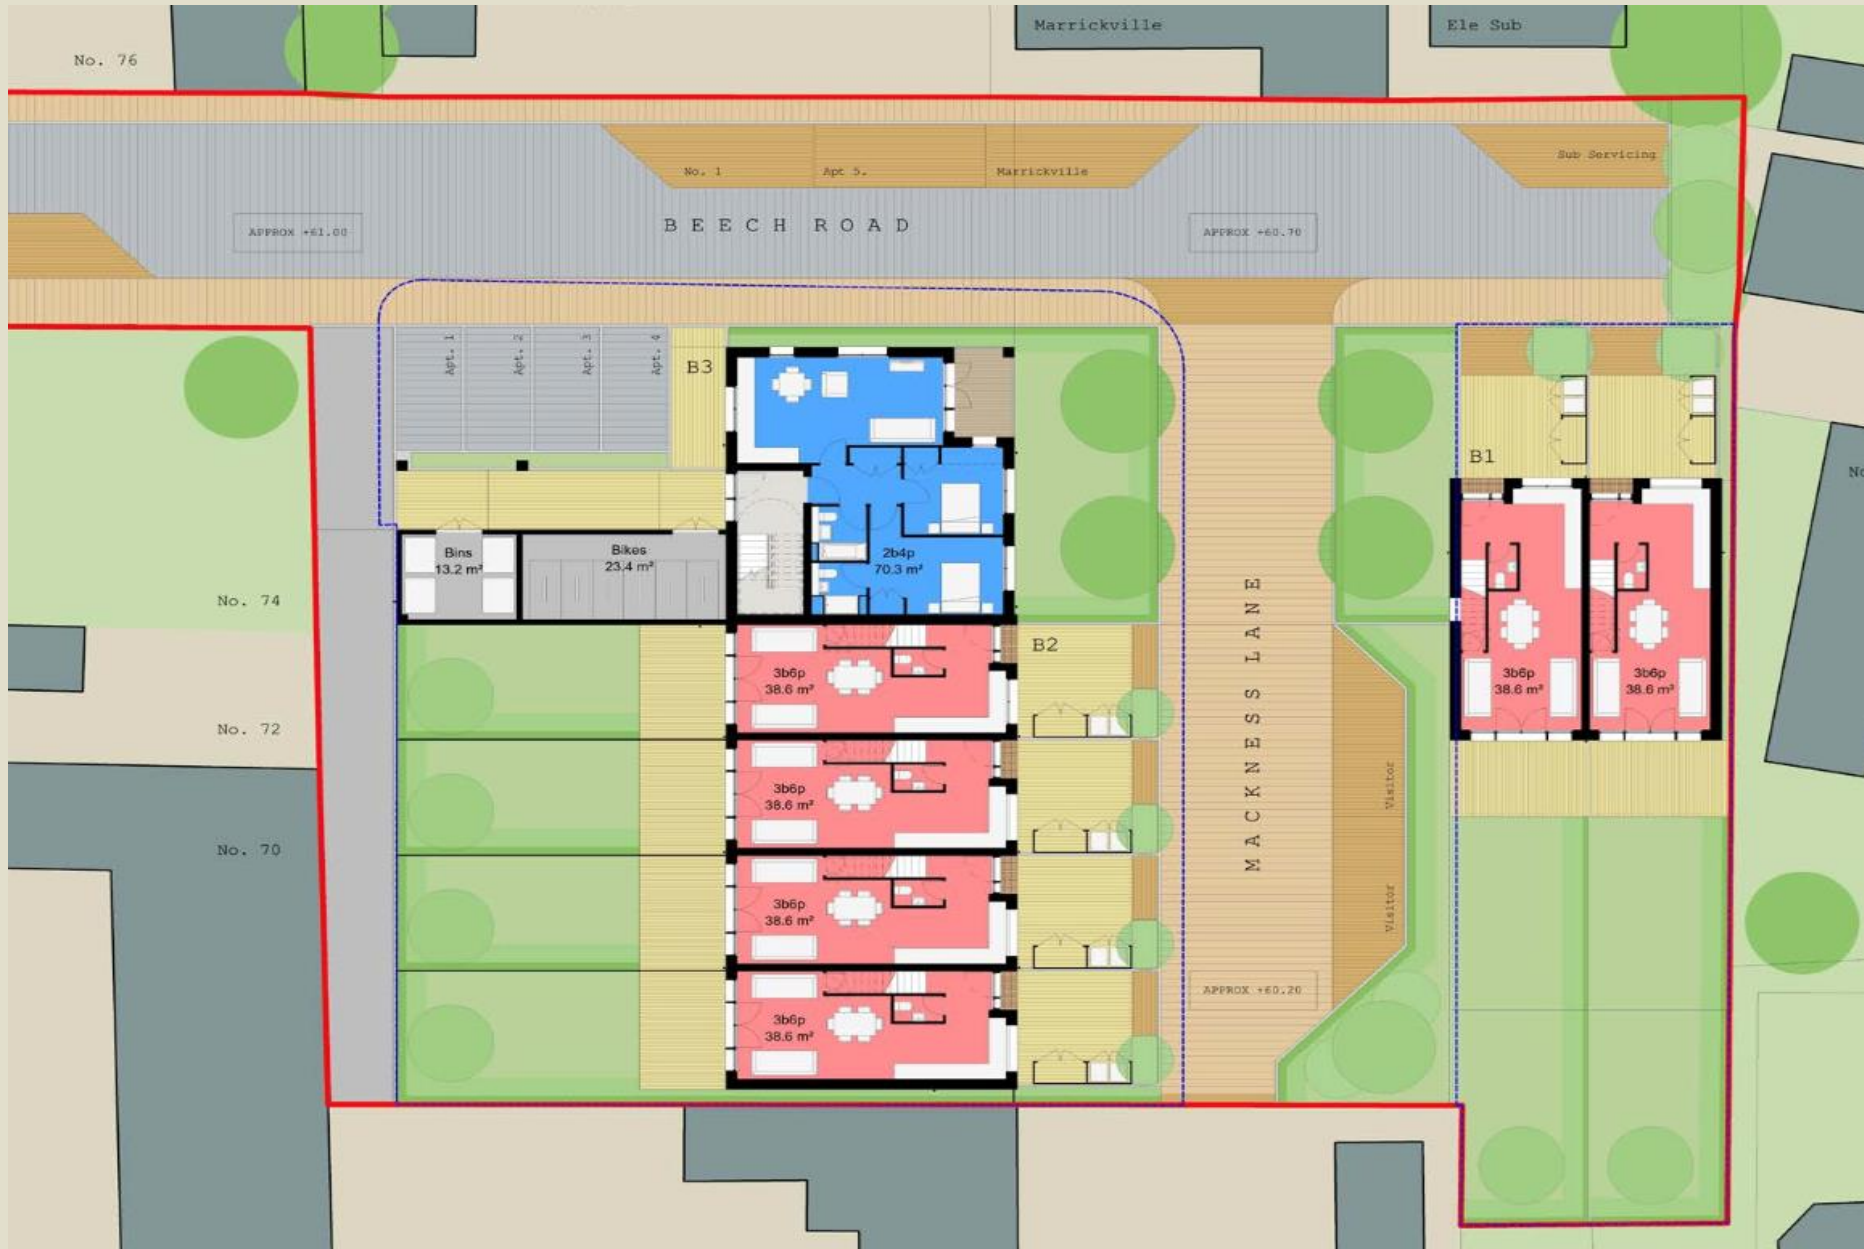 Marrickville
Ele Sub
No. 76
Sub Servicing
No. 1
Apt 5.
Marrickville
BEECH ROAD
APPROX +61.00
APPROX +60.70
Apt. 1
Apt. 2
Apt. 3
Apt. 4
B3
B1
No
Bins
13.2 m²
Bikes
23.4 m²
2b4p
70.3 m²
No. 74
MACKNESS LANE
B2
3b6p
38.6 m²
3b6p
38.6 m²
3b6p
38.6 m²
No. 72
3b6p
38.6 m²
Visitor
No. 70
3b6p
38.6 m²
Visitor
APPROX +60.20
3b6p
38.6 m²